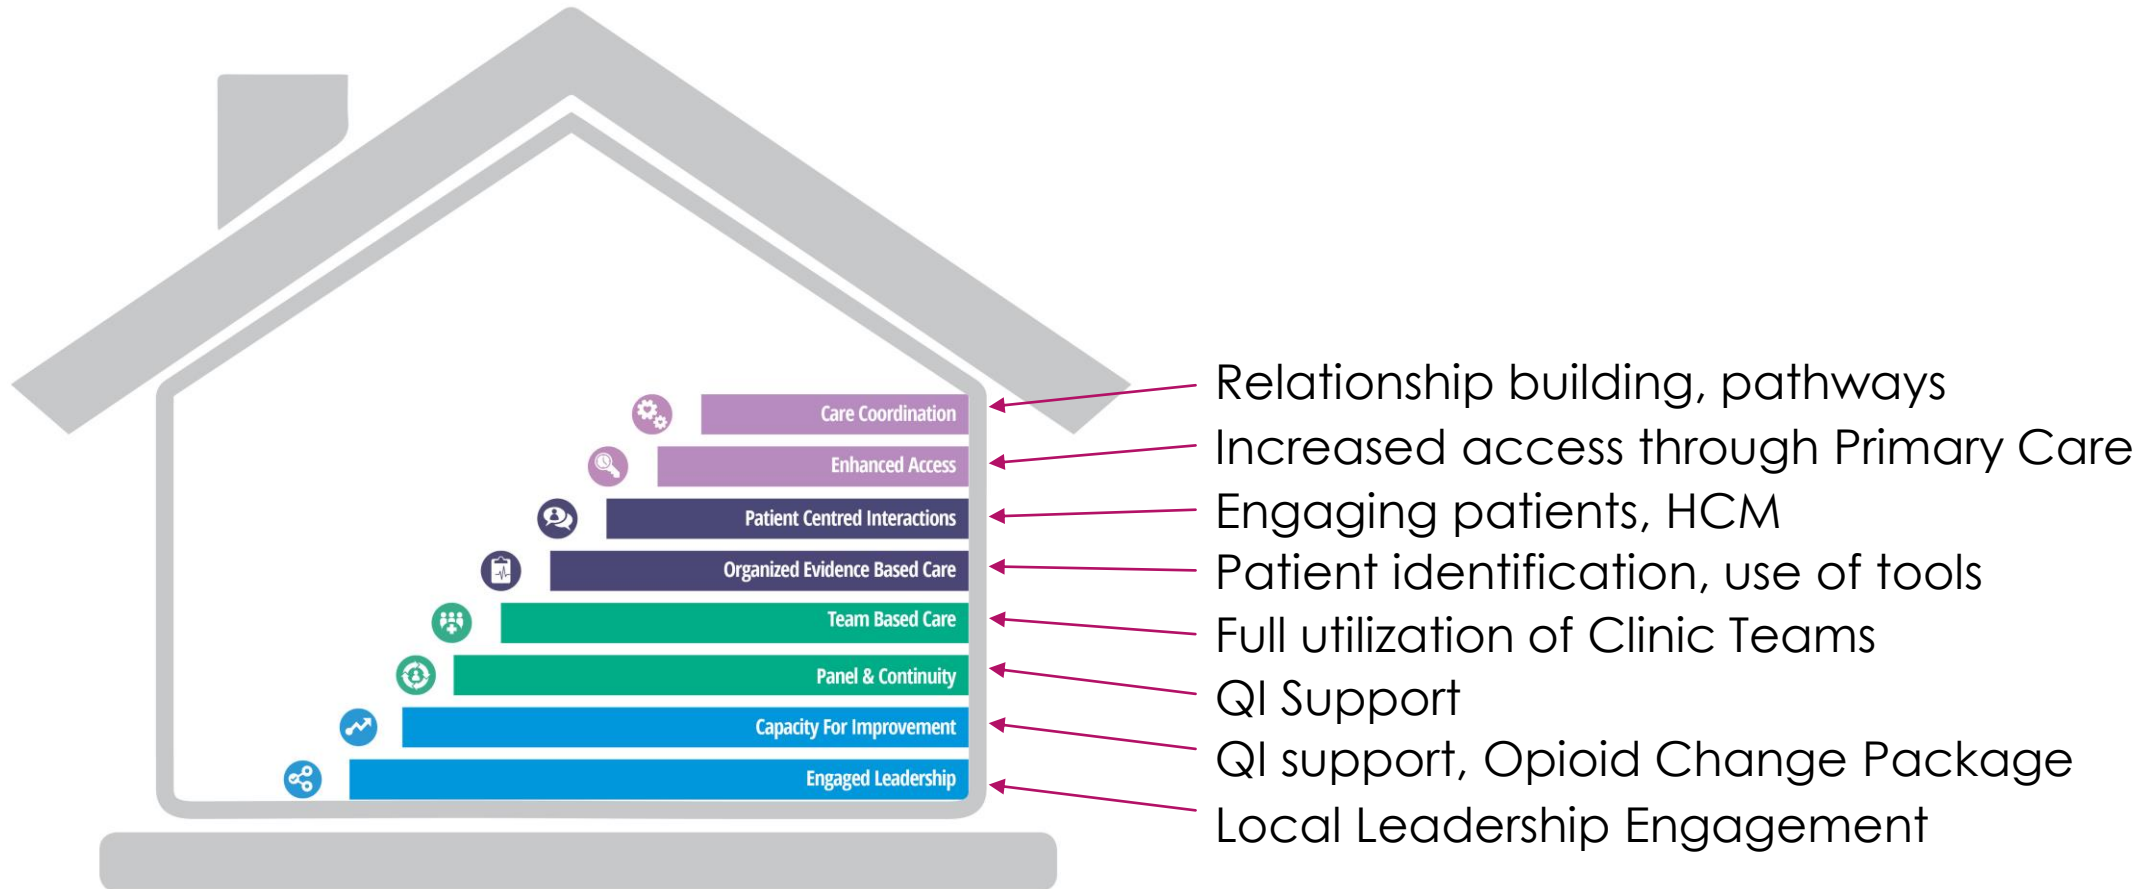 Care Coordination
Enhanced Access
Patient Centred Interactions
Organized Evidence Based Care
Team Based Care
Panel & Continuity
Capacity For Improvement
Engaged Leadership
Relationship building, pathways
Increased access through Primary Care
Engaging patients, HCM
Patient identification, use of tools
Full utilization of Clinic Teams
QI Support
QI support, Opioid Change Package
Local Leadership Engagement